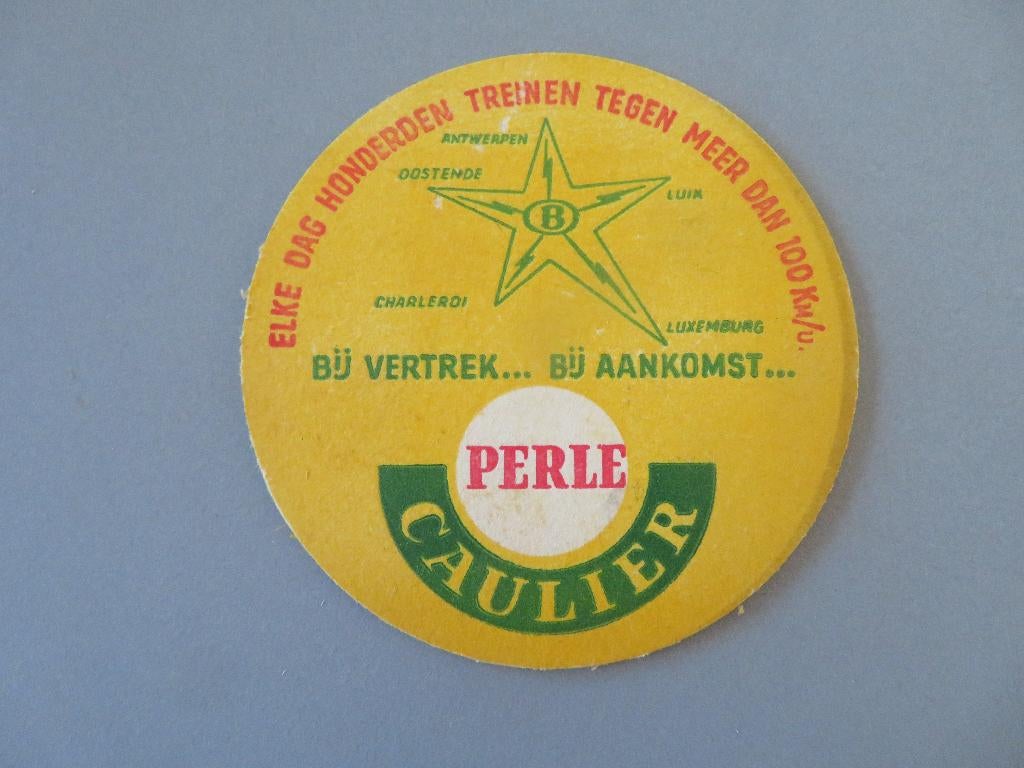 ELKE DAG HONDERDEN TREINEN TEGEN MEER DAN 100 KM/U.
ANTWERPEN
OOSTENDE
LUIK
B
CHARLEROI
LUXEMBURG
BIJ VERTREK... BIJ AANKOMST...
PERLE
CAULIER